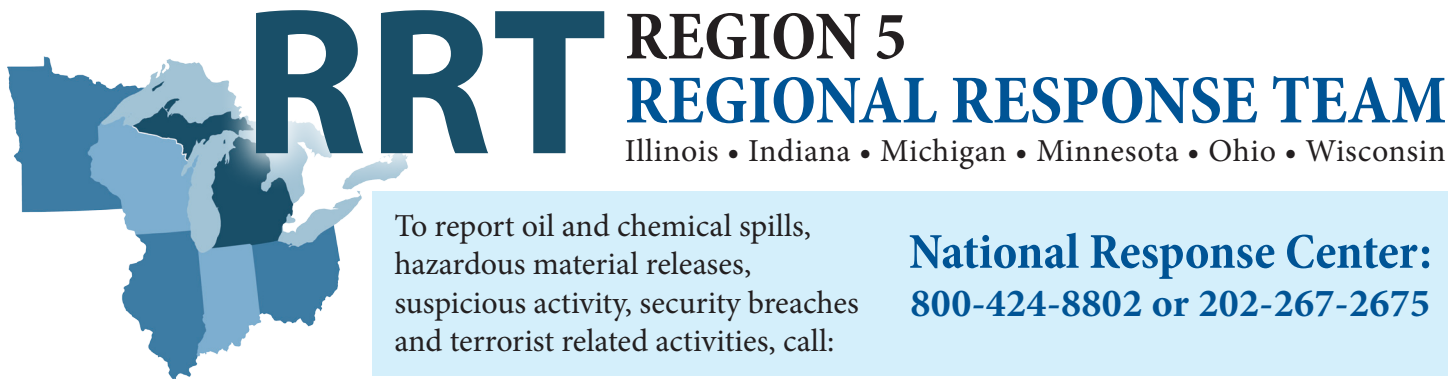 RRT
REGION 5
REGIONAL RESPONSE TEAM
Illinois • Indiana • Michigan • Minnesota • Ohio • Wisconsin
To report oil and chemical spills,
hazardous material releases,
suspicious activity, security breaches
and terrorist related activities, call:
National Response Center:
800-424-8802 or 202-267-2675